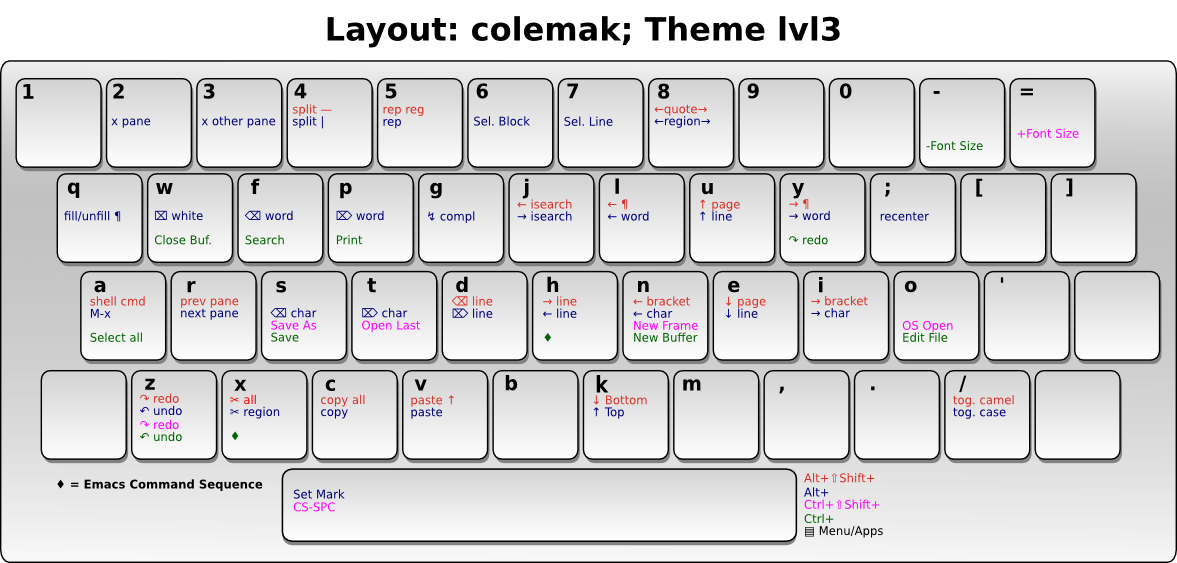 Layout: colemak; Theme lvl3
1
2
x pane
3
x other pane
4
split —
split |
5
rep reg
rep
6
Sel. Block
7
Sel. Line
8
←quote→
←region→
9
0
-
-Font Size
=
+Font Size
q
fill/unfill ¶
w
⌧ white
Close Buf.
f
⌫ word
Search
p
⌦ word
Print
g
↯ compl
j
← isearch
→ isearch
l
← ¶
← word
u
↑ page
↑ line
y
→ ¶
→ word
↷ redo
;
recenter
[
]
a
shell cmd
M-x
Select all
r
prev pane
next pane
s
⌫ char
Save As
Save
t
⌦ char
Open Last
d
⌫ line
⌦ line
h
→ line
← line
♦
n
← bracket
← char
New Frame
New Buffer
e
↓ page
↓ line
i
→ bracket
→ char
o
OS Open
Edit File
'
z
↷ redo
↶ undo
↷ redo
↶ undo
x
✂ all
✂ region
♦
c
copy all
copy
v
paste ↑
paste
b
k
↓ Bottom
↑ Top
m
,
.
/
tog. camel
tog. case
♦ = Emacs Command Sequence
Set Mark
CS-SPC
Alt+⇧Shift+
Alt+
Ctrl+⇧Shift+
Ctrl+
▤ Menu/Apps